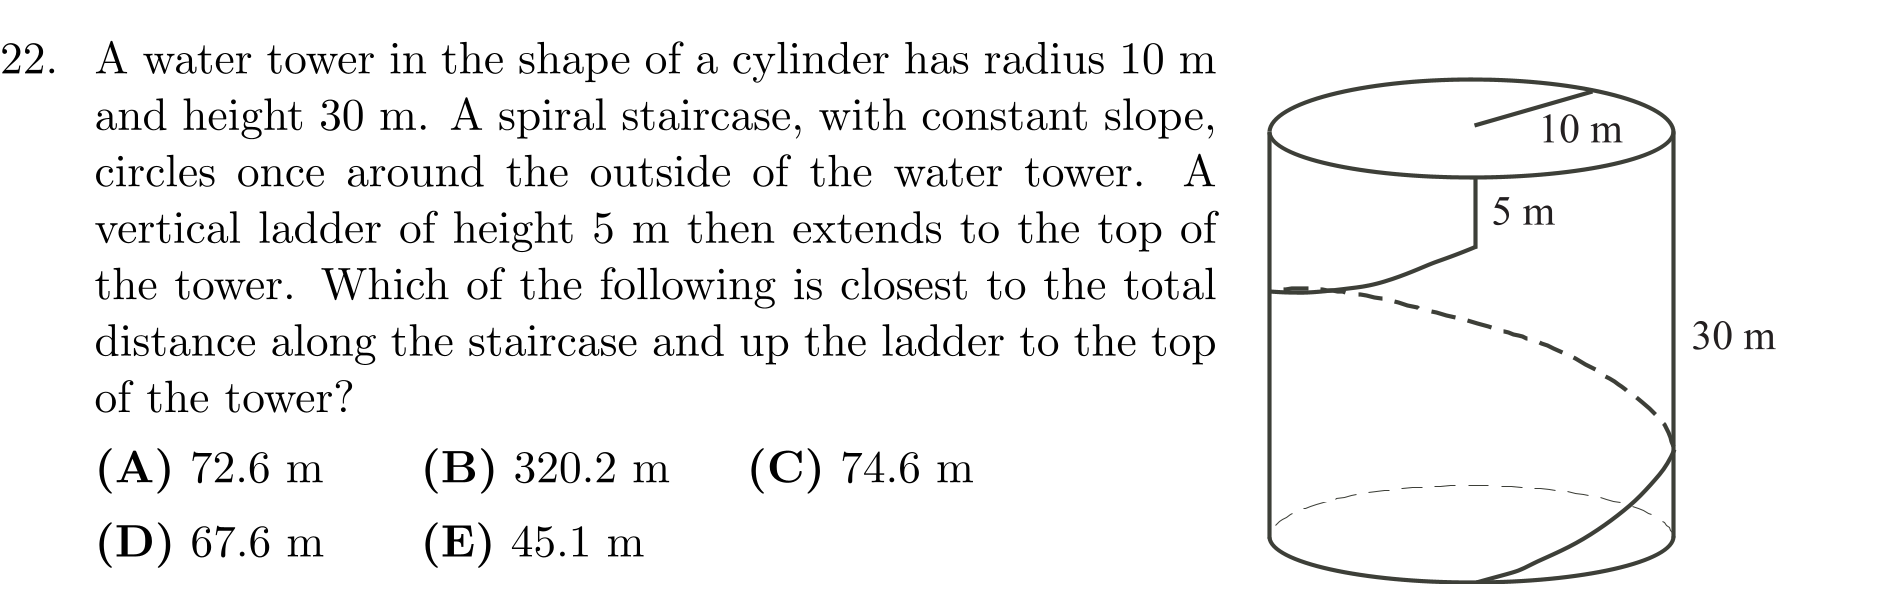 22. A water tower in the shape of a cylinder has radius 10 m
and height 30 m. A spiral staircase, with constant slope,
circles once around the outside of the water tower. A
vertical ladder of height 5 m then extends to the top of
the tower. Which of the following is closest to the total
distance along the staircase and up the ladder to the top
of the tower?
(A) 72.6 m (B) 320.2 m (C) 74.6 m
(D) 67.6 m (E) 45.1 m
10 m
5 m
30 m